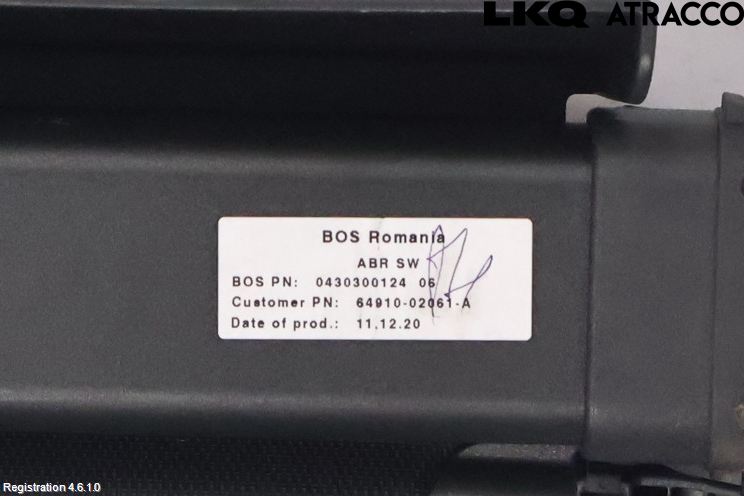 LKQ ATRACCO
BOS Romania
ABR SW
BOS PN: 0430300124 06
Customer PN: 64910-02061-A
Date of prod.: 11.12.20
Registration 4.6.1.0